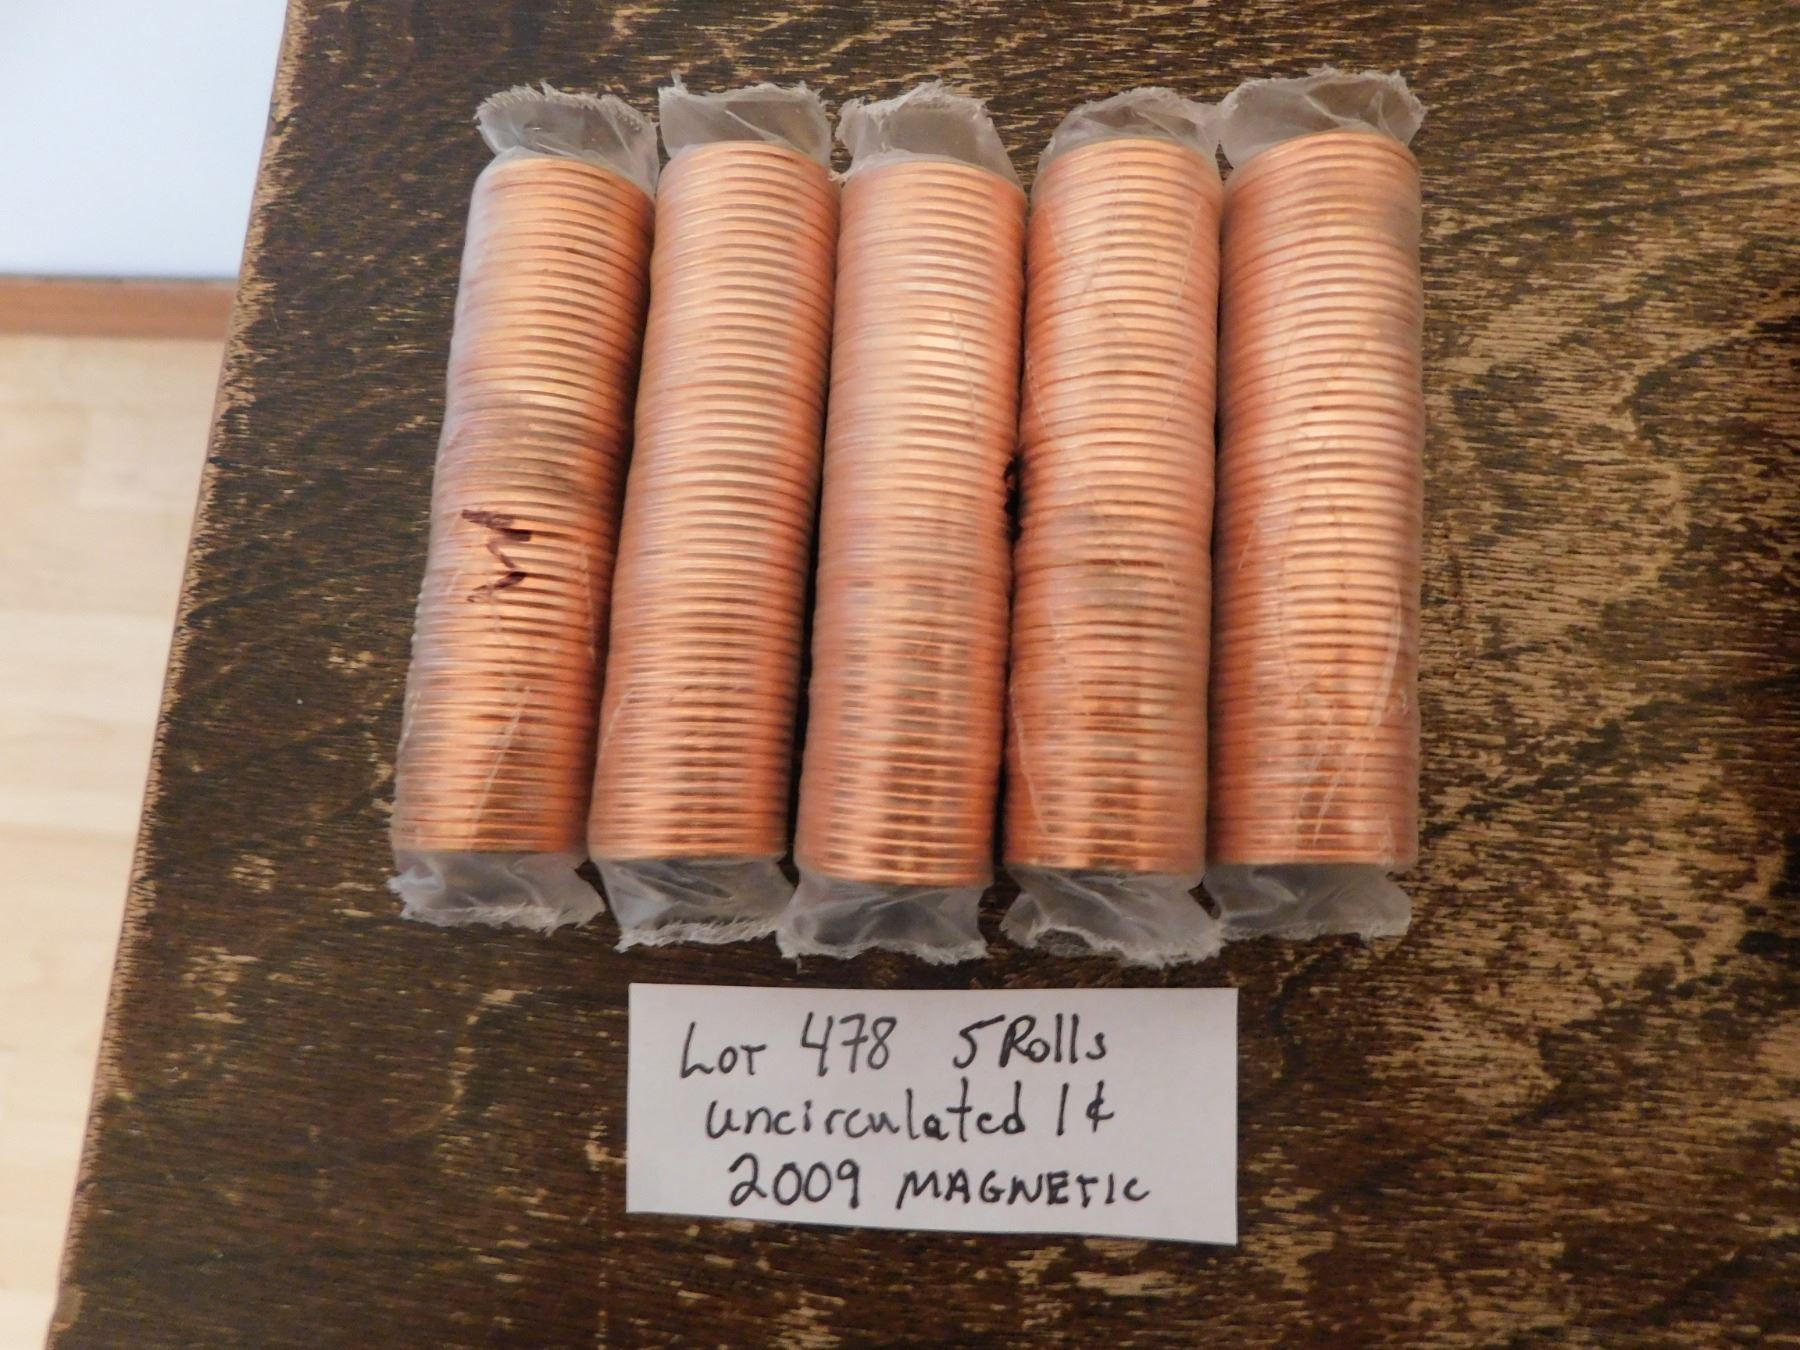 M
Lot 478 5 Rolls
uncirculated 1¢
2009 MAGNETIC